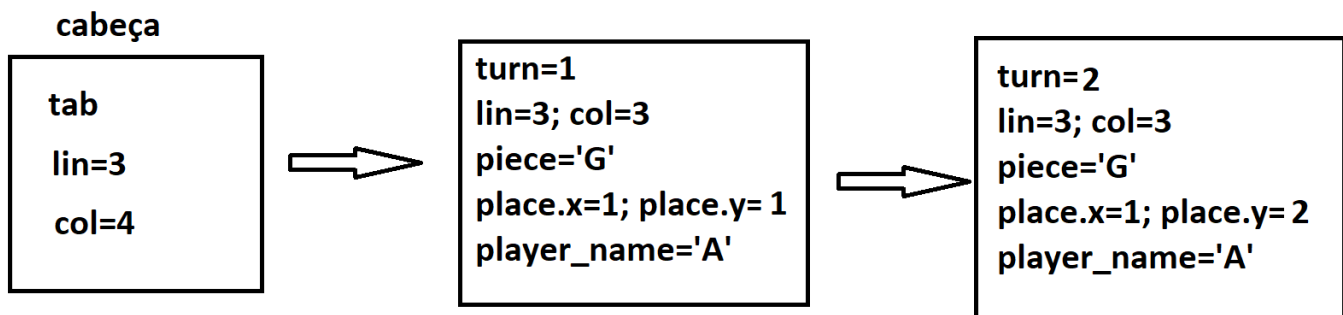 cabeça
tab
lin=3
col=4
turn=1
lin=3; col=3
piece='G'
place.x=1; place.y= 1
player_name='A'
turn=2
lin=3; col=3
piece='G'
place.x=1; place.y= 2
player_name='A'